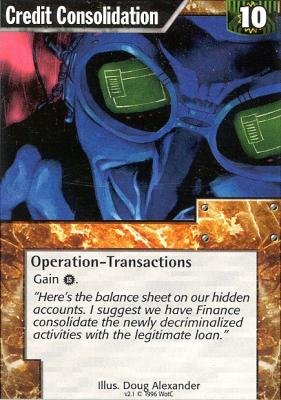 Credit Consolidation
10
Operation-Transactions
Gain 15.
"Here's the balance sheet on our hidden
accounts. I suggest we have Finance
consolidate the newly decriminalized
activities with the legitimate loan."
Illus. Doug Alexander
v2.1 © 1996 WotC